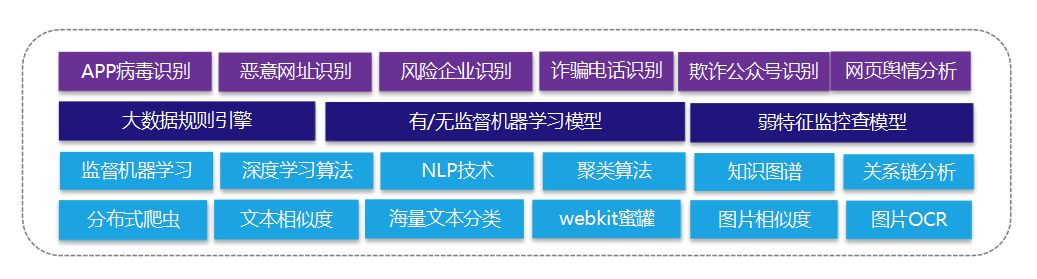 APP病毒识别 恶意网址识别 风险企业识别 诈骗电话识别 欺诈公众号识别 网页舆情分析
大数据规则引擎 有/无监督机器学习模型 弱特征监控查模型
监督机器学习 深度学习算法 NLP技术 聚类算法 知识图谱 关系链分析
分布式爬虫 文本相似度 海量文本分类 webkit蜜罐 图片相似度 图片OCR